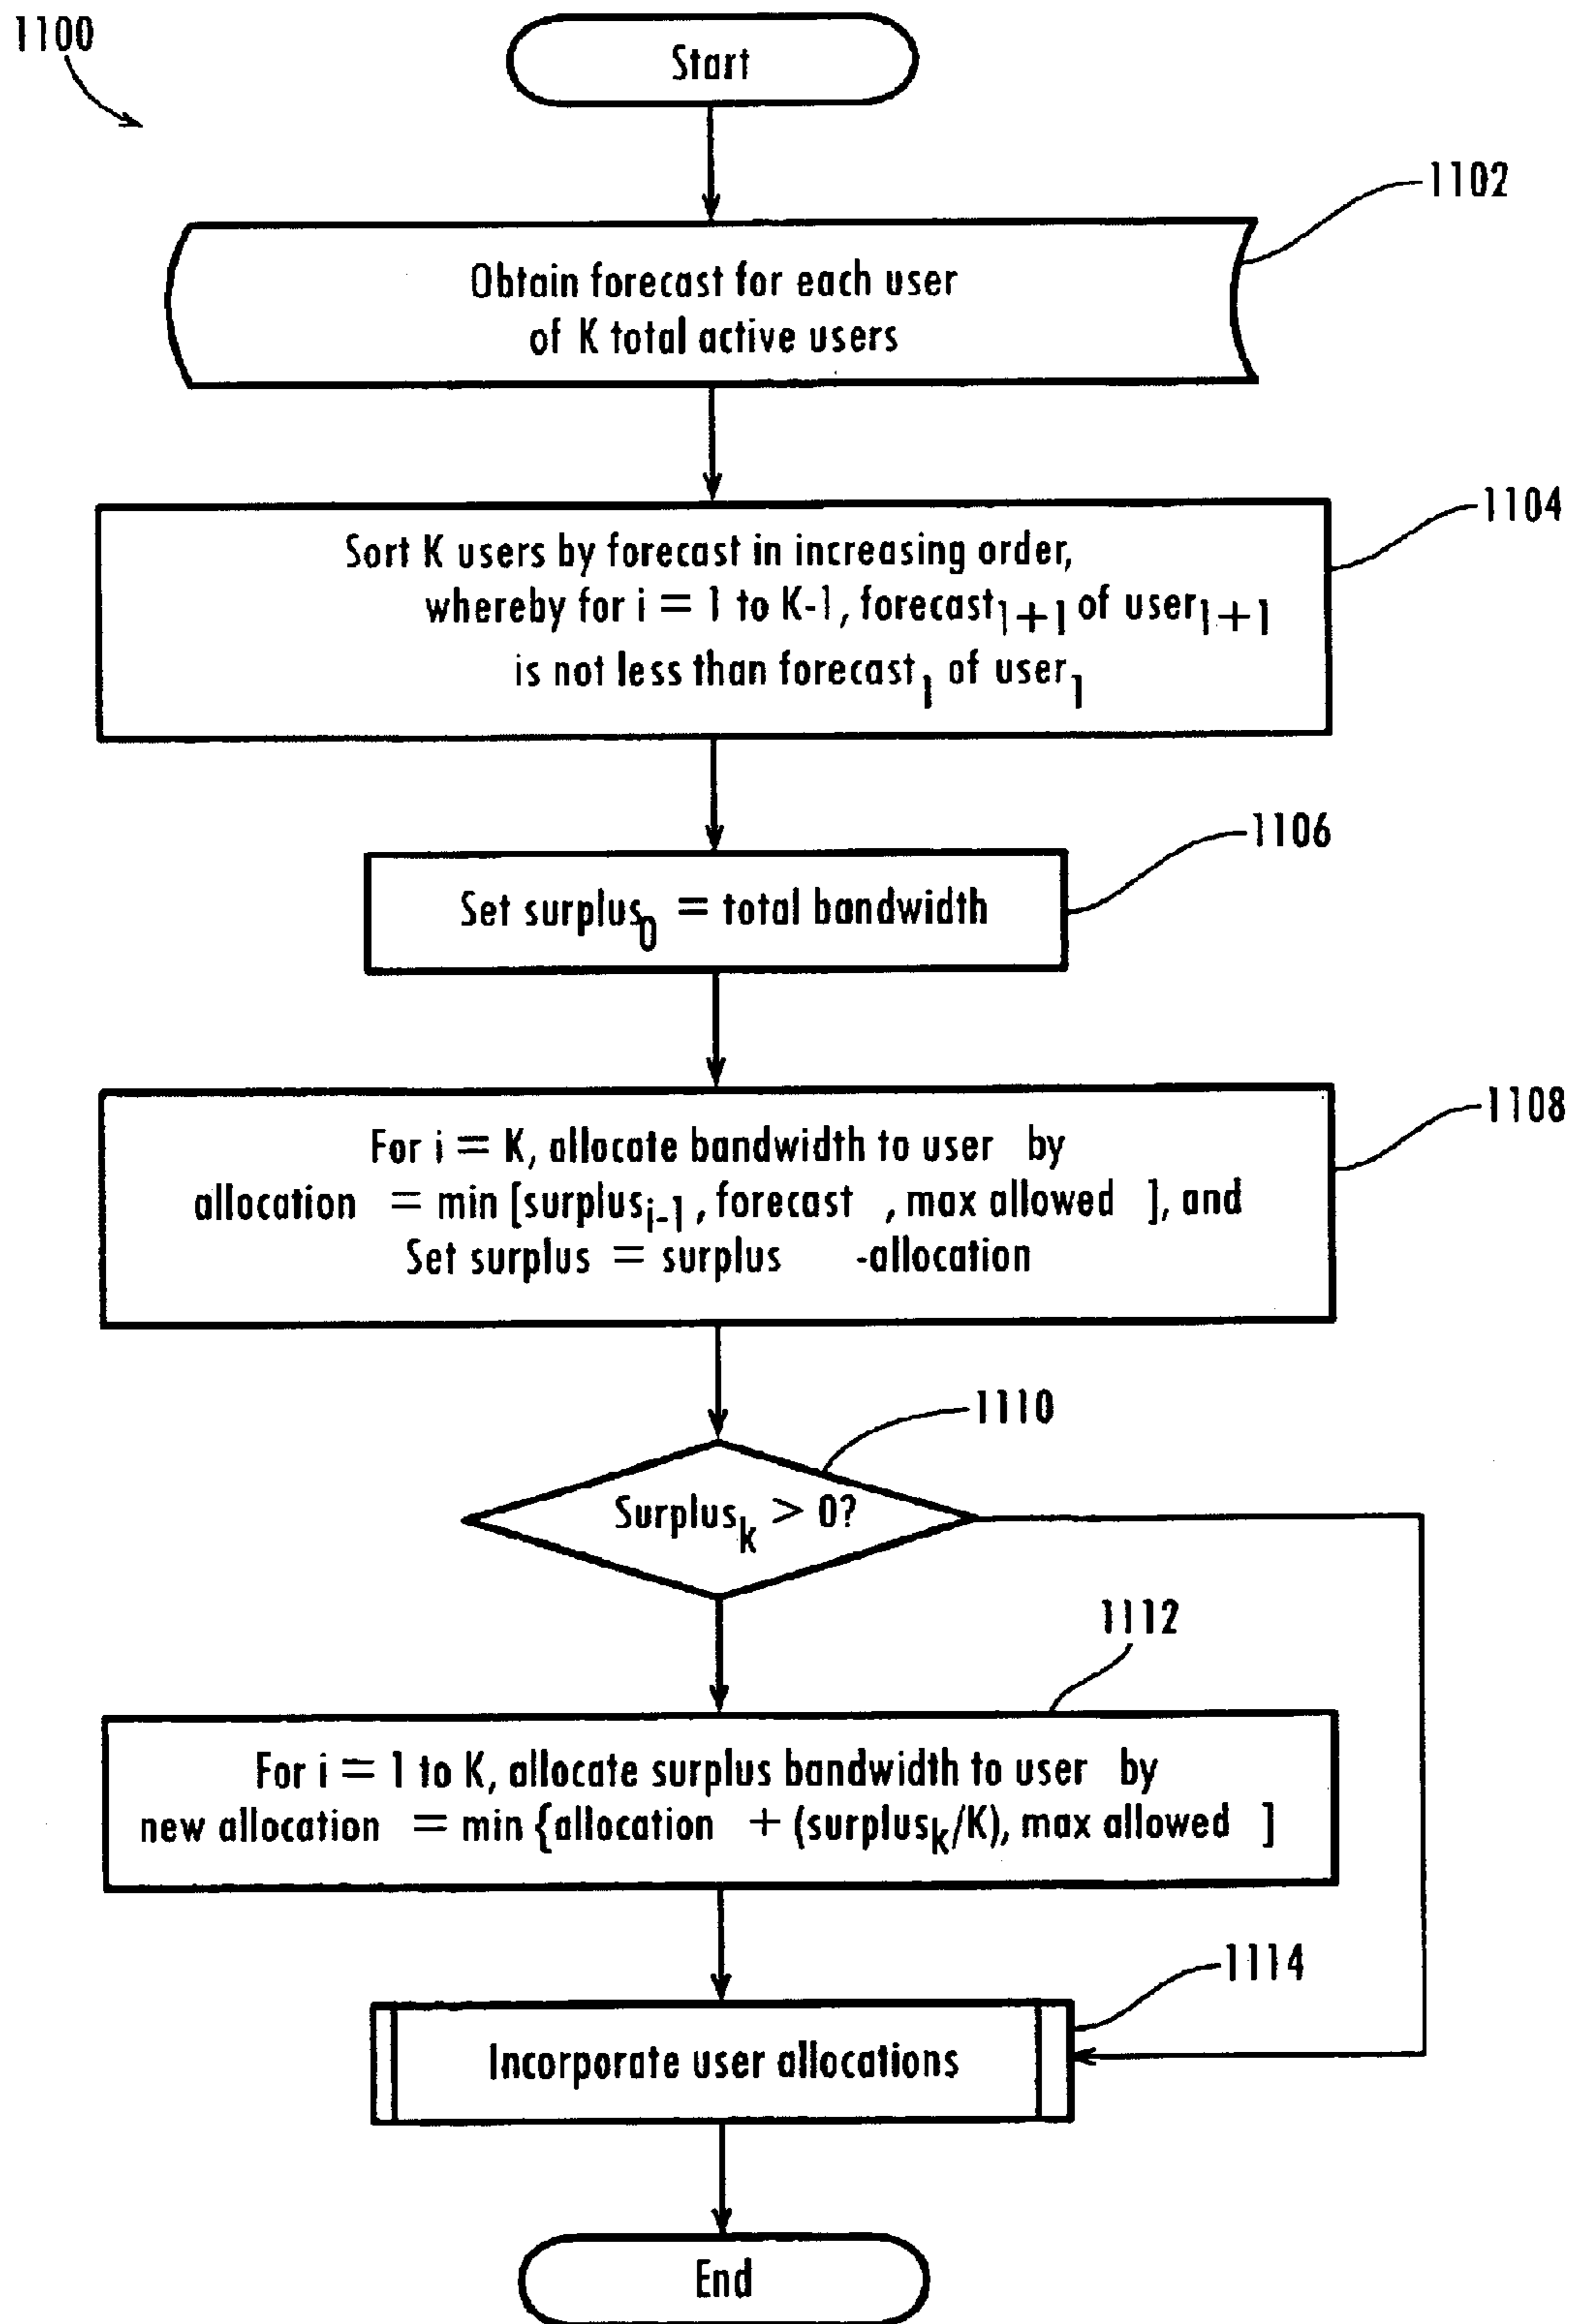 1100
Start
1102
Obtain forecast for each user
of K total active users
1104
Sort K users by forecast in increasing order,
whereby for i = 1 to K-1, forecast1+1 of user1+1
is not less than forecast1 of user1
1106
Set surplus0 = total bandwidth
1108
For i = K, allocate bandwidth to user by
allocation = min [surplusi-1, forecast , max allowed ], and
Set surplus = surplus -allocation
1110
Surplusk > 0?
1112
For i = 1 to K, allocate surplus bandwidth to user by
new allocation = min {allocation + (surplusk/K), max allowed ]
1114
Incorporate user allocations
End